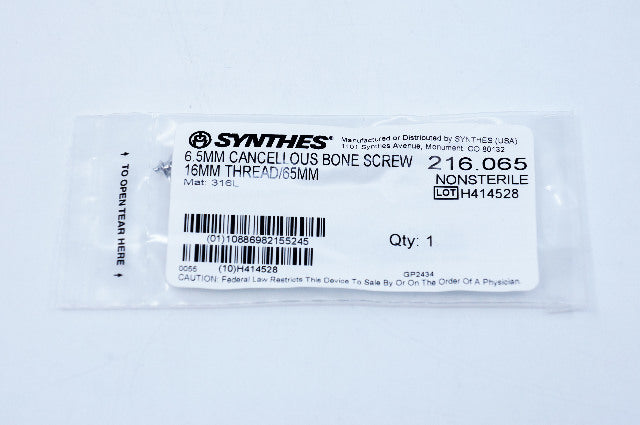 SYNTHES®
Manufactured or Distributed by SYNTHES (USA)
1101 Synthes Avenue, Monument, CO 80132
6.5MM CANCELLOUS BONE SCREW
16MM THREAD/65MM
Mat: 316L
216.065
NONSTERILE
LOT H414528
(01)10886982155245
Qty: 1
(10)H414528
0055
GP2434
CAUTION: Federal Law Restricts This Device To Sale By Or On The Order Of A Physician.
TO OPEN TEAR HERE